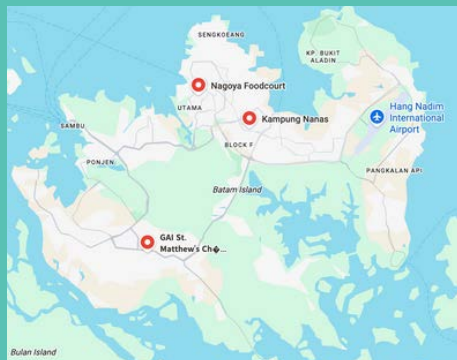 SENGKOEANG
KP. BUKIT
ALADIN
Nagoya Foodcourt
UTAMA
Kampung Nanas
Hang Nadim
International
Airport
SAMBU
BLOCK F
PONJEN
PANGKALAN API
Batam Island
GAI St.
Matthew's Ch�...
Bulan Island